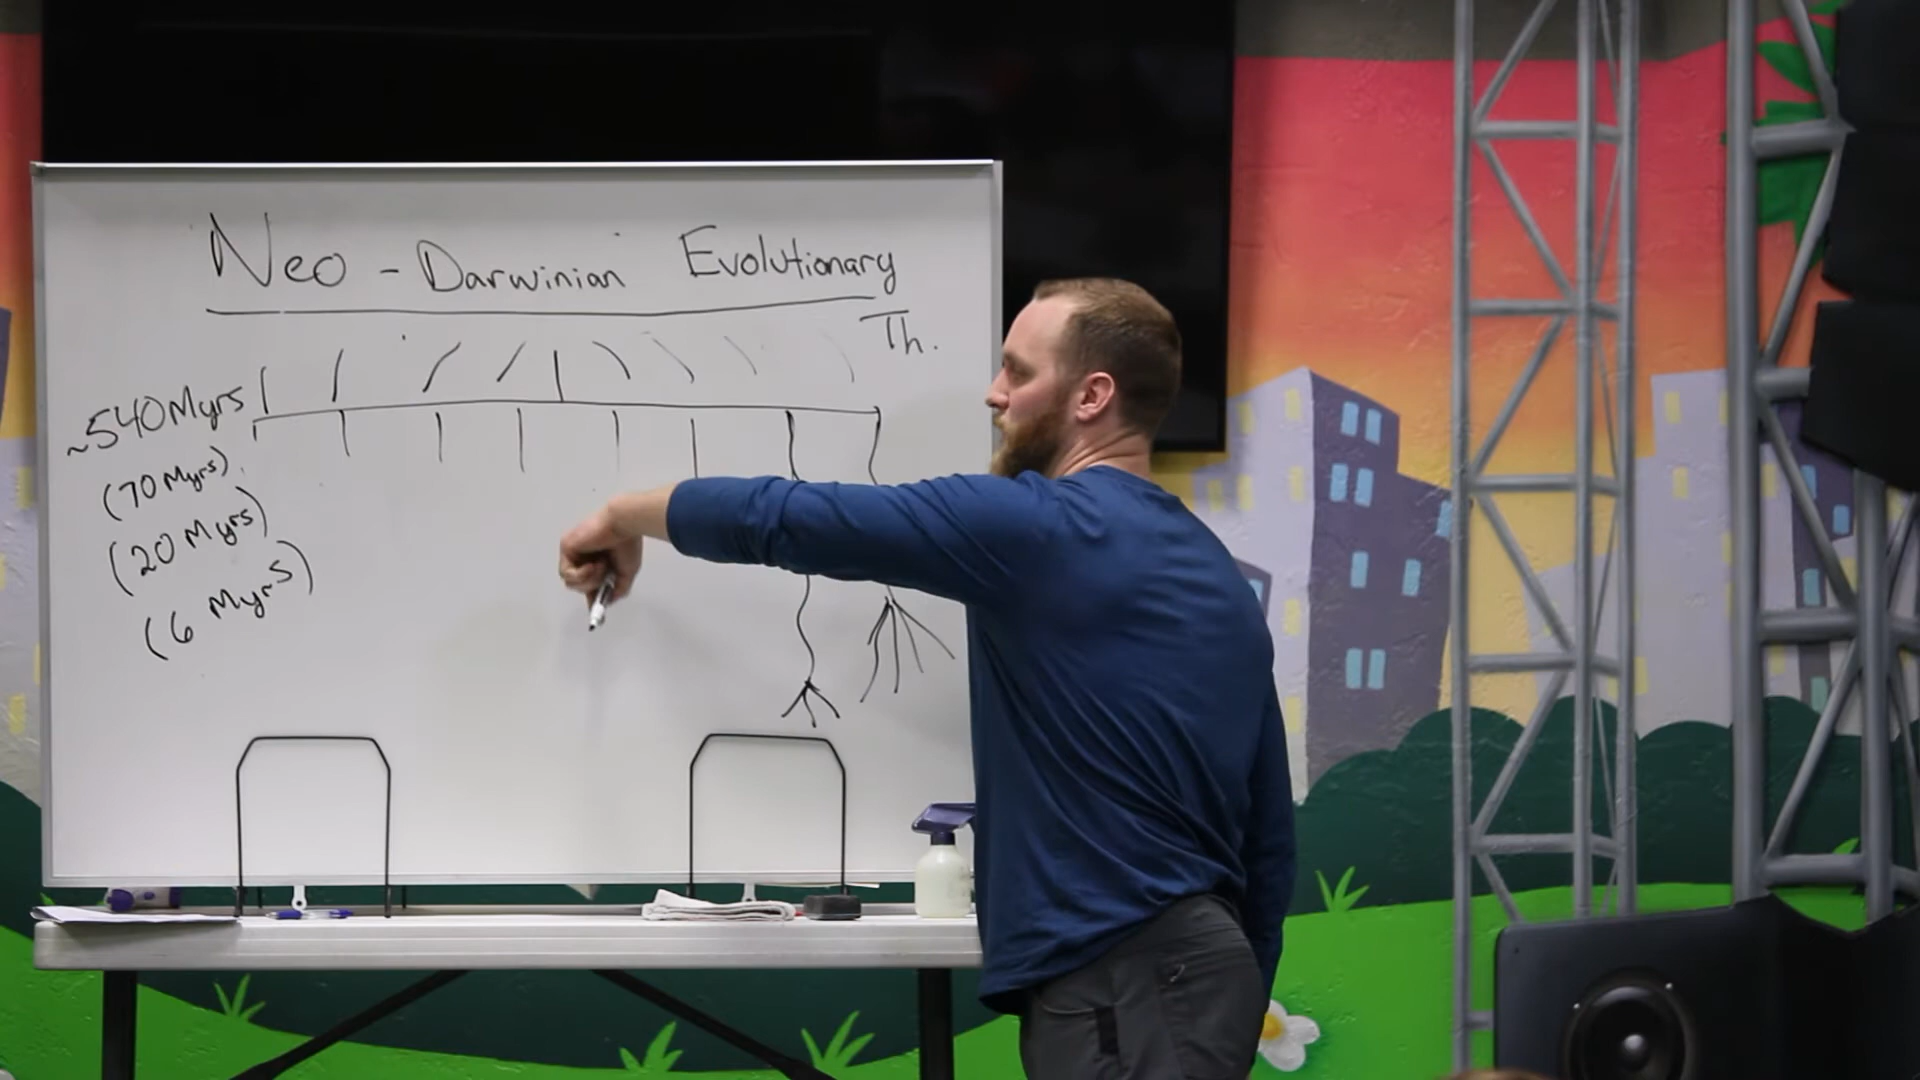 Neo - Darwinian Evolutionary
Th.
~540Myrs
(70 Myrs)
(20 Myrs)
(6 Myrs)